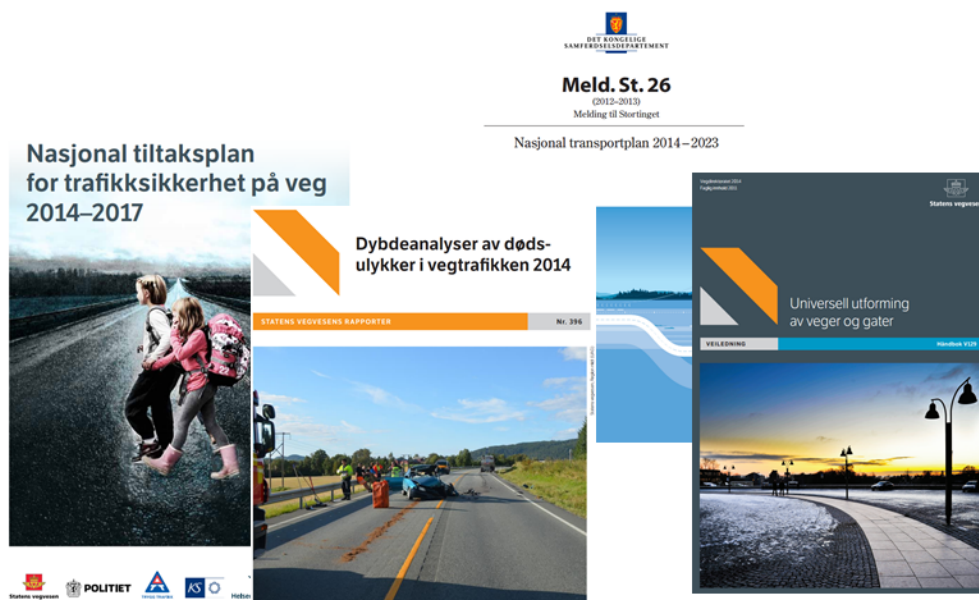 DET KONGELIGE
SAMFERDSELSDEPARTEMENT
Meld. St. 26
(2012–2013)
Melding til Stortinget
Nasjonal transportplan 2014–2023
Nasjonal tiltaksplan
for trafikksikkerhet på veg
2014–2017
Statens vegvesen
POLITIET
KS
Helsed
Dybdeanalyser av døds-
ulykker i vegtrafikken 2014
STATENS VEGVESENS RAPPORTER
Nr. 396
Statens vegvesen
Universell utforming
av veger og gater
VEILEDNING
Håndbok V129